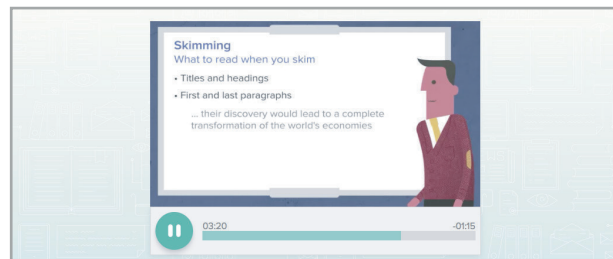 Skimming
What to read when you skim
• Titles and headings
• First and last paragraphs
... their discovery would lead to a complete
transformation of the world's economies
03:20
-01:15